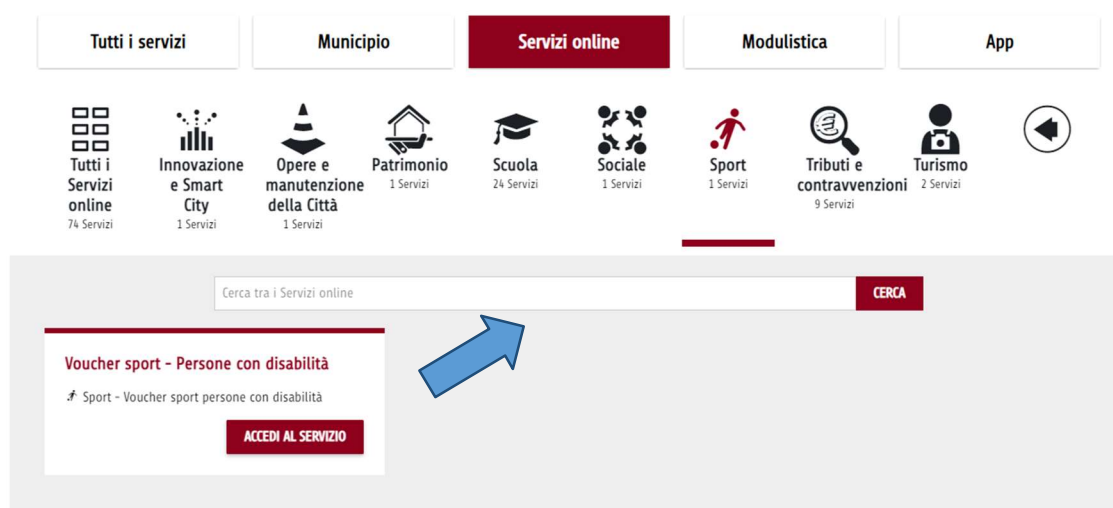 Tutti i servizi
Municipio
Servizi online
Modulistica
App
Tutti i
Servizi
online
74 Servizi
Innovazione
e Smart
City
1 Servizi
Opere e
manutenzione
della Città
1 Servizi
Patrimonio
1 Servizi
Scuola
24 Servizi
Sociale
1 Servizi
Sport
1 Servizi
Tributi e
contravvenzioni
9 Servizi
Turismo
2 Servizi
Cerca tra i Servizi online
CERCA
Voucher sport - Persone con disabilità
Sport - Voucher sport persone con disabilità
ACCEDI AL SERVIZIO